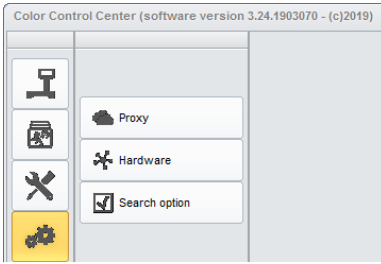 Color Control Center (software version 3.24.1903070 - (c)2019)
Proxy
Hardware
Search option